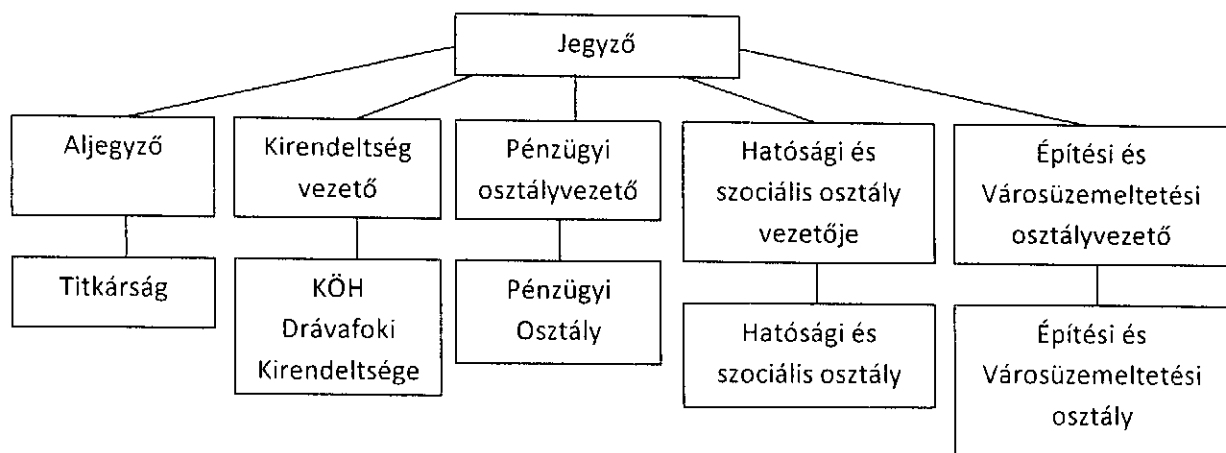 Jegyző
Aljegyző
Kirendeltség
vezető
Pénzügyi
osztályvezető
Hatósági és
szociális osztály
vezetője
Építési és
Városüzemeltetési
osztályvezető
Titkárság
KÖH
Drávafoki
Kirendeltsége
Pénzügyi
Osztály
Hatósági és
szociális osztály
Építési és
Városüzemeltetési
osztály